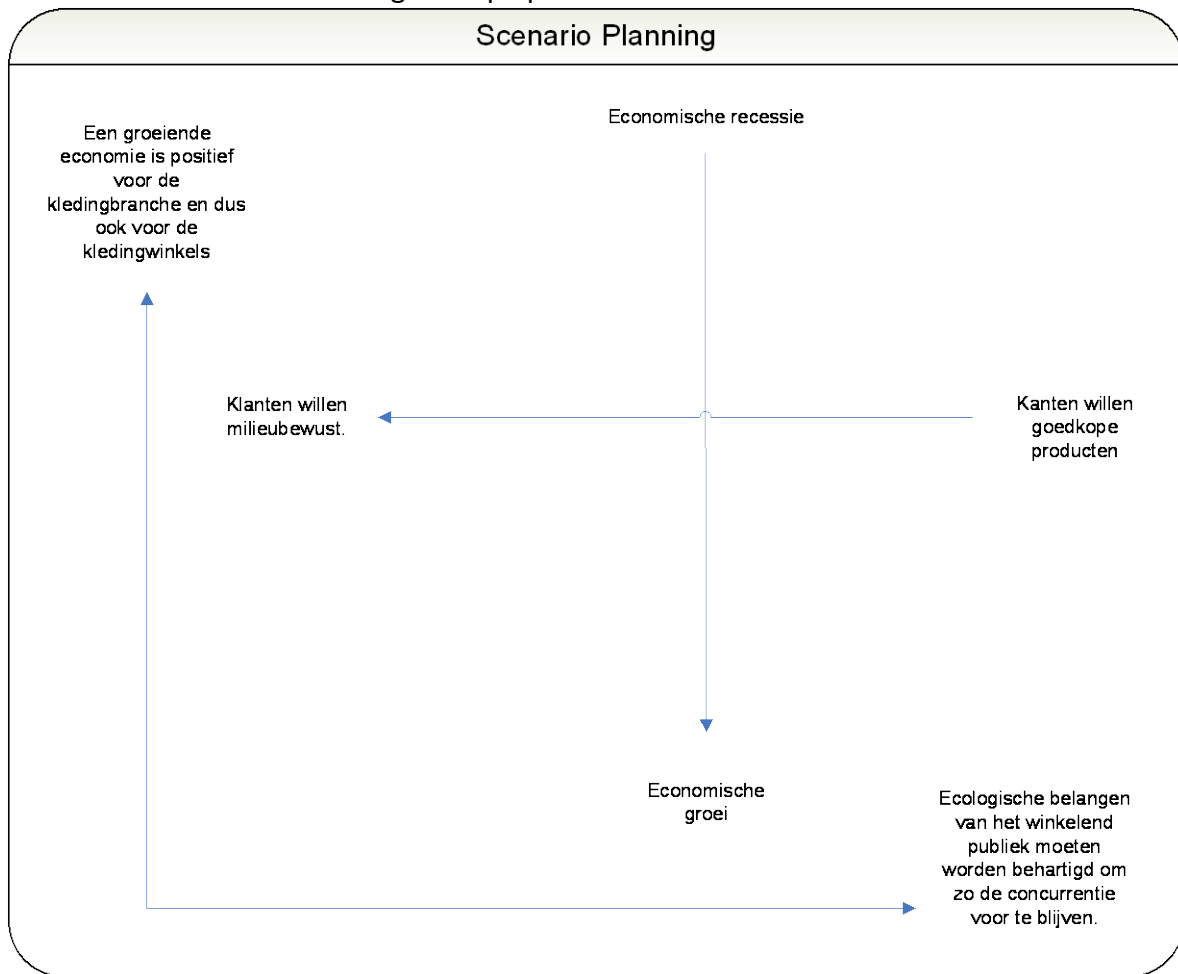 Scenario Planning
Economische recessie
Een groeiende
economie is positief
voor de
kledingbranche en dus
ook voor de
kledingwinkels
Klanten willen
milieubewust.
Kanten willen
goedkope
producten
Economische
groei
Ecologische belangen
van het winkelend
publiek moeten
worden behartigd om
zo de concurrentie
voor te blijven.